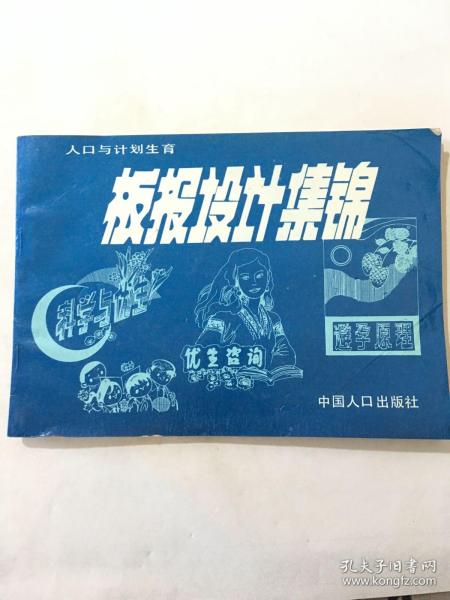 人口与计划生育
板报设计集锦
科学与优生
优生咨询
避孕原理
中国人口出版社
孔夫子旧书网
www.kongfz.com